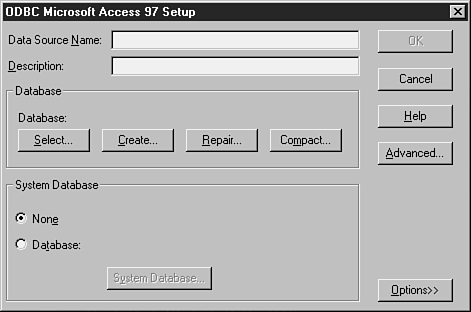 ODBC Microsoft Access 97 Setup
Data Source Name:
OK
Description:
Cancel
Database
Database:
Help
Select...
Create...
Repair...
Compact...
Advanced...
System Database
None
Database:
System Database...
Options>>